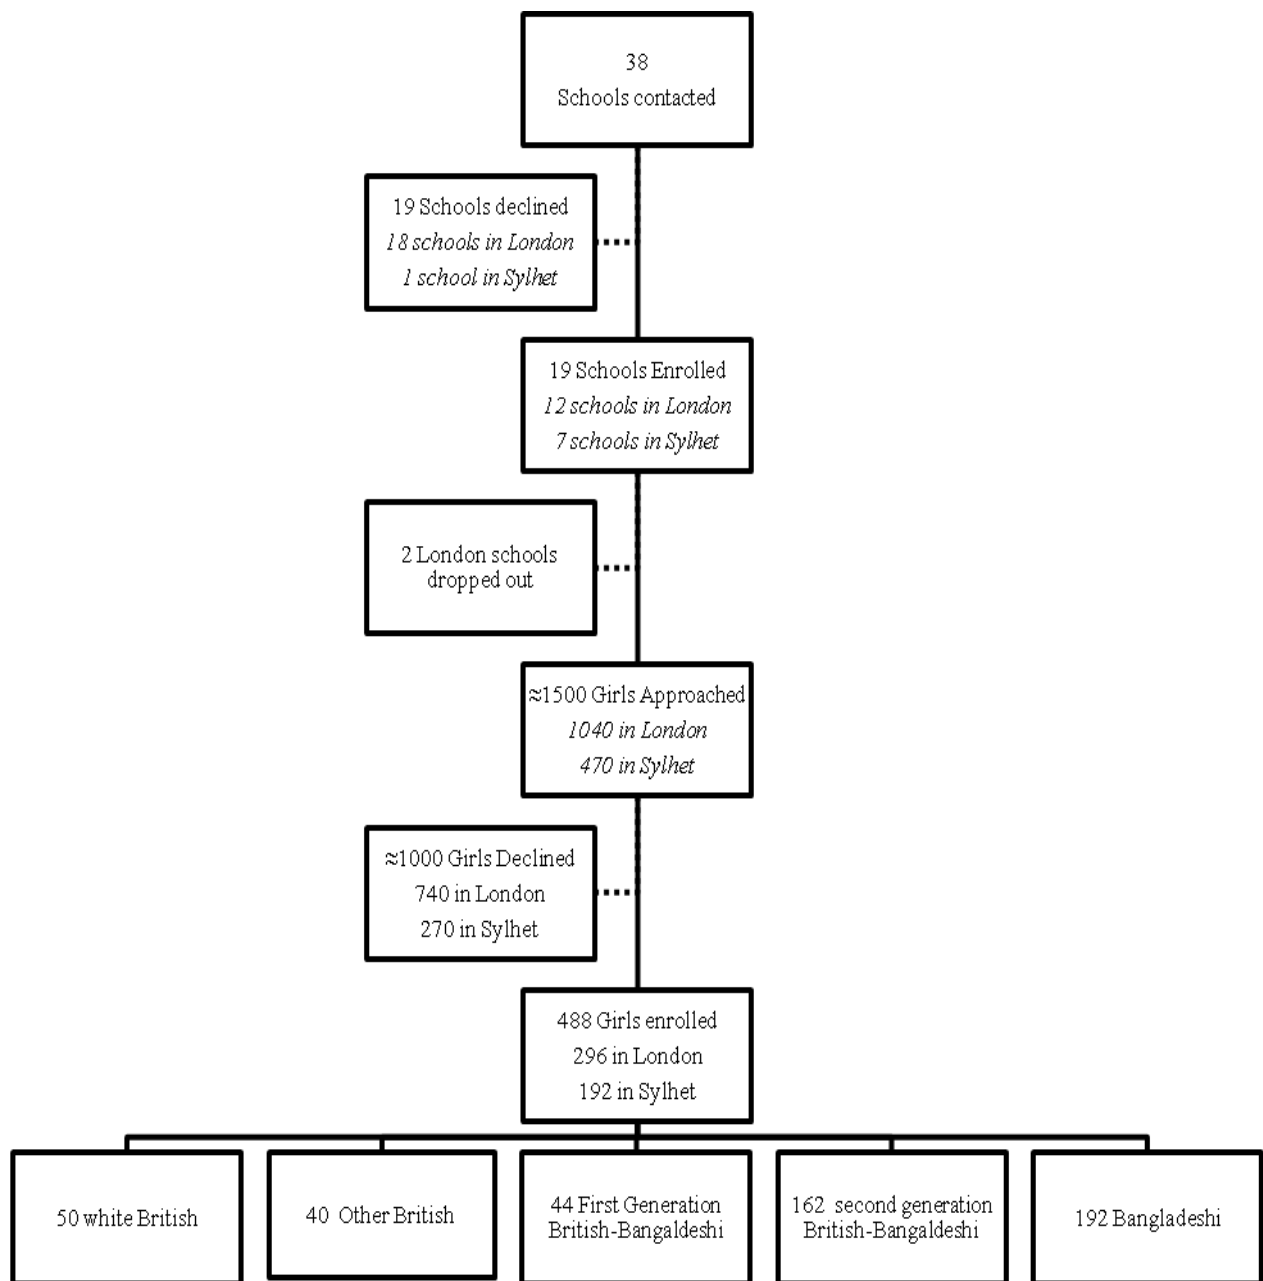 38
Schools contacted
19 Schools declined
18 schools in London
1 school in Sylhet
19 Schools Enrolled
12 schools in London
7 schools in Sylhet
2 London schools
dropped out
≈1500 Girls Approached
1040 in London
470 in Sylhet
≈1000 Girls Declined
740 in London
270 in Sylhet
488 Girls enrolled
296 in London
192 in Sylhet
50 white British
40 Other British
44 First Generation
British-Bangaldeshi
162 second generation
British-Bangaldeshi
192 Bangladeshi